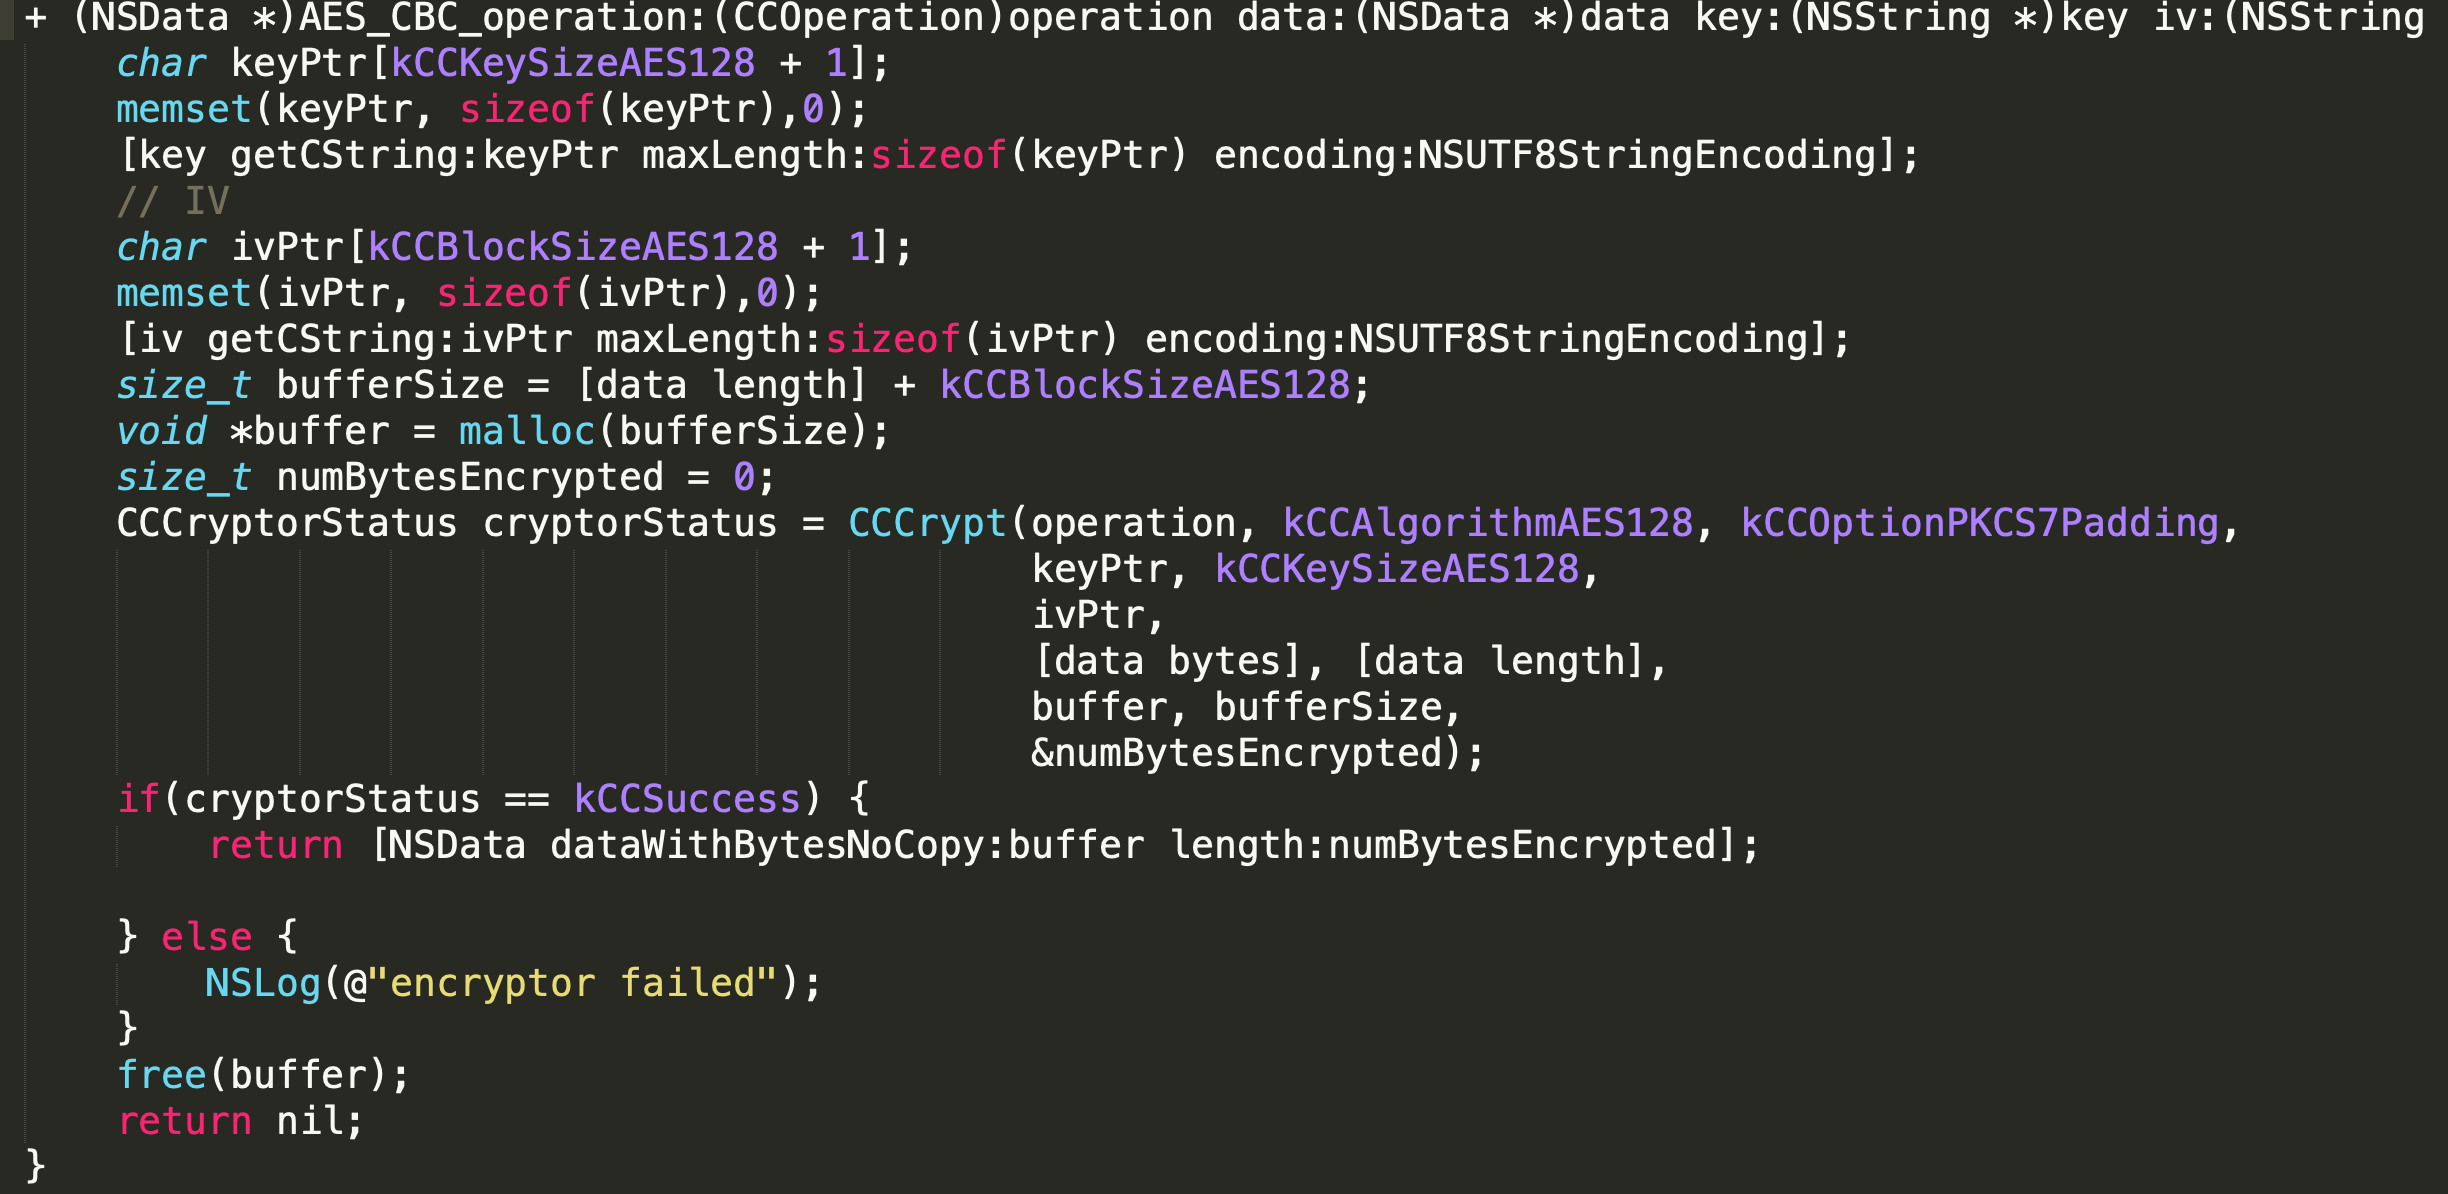 + (NSData *)AES_CBC_operation:(CCOperation)operation data:(NSData *)data key:(NSString *)key iv:(NSString
char keyPtr[kCCKeySizeAES128 + 1];
memset(keyPtr, sizeof(keyPtr),0);
[key getCString:keyPtr maxLength:sizeof(keyPtr) encoding:NSUTF8StringEncoding];
// IV
char ivPtr[kCCBlockSizeAES128 + 1];
memset(ivPtr, sizeof(ivPtr),0);
[iv getCString:ivPtr maxLength:sizeof(ivPtr) encoding:NSUTF8StringEncoding];
size_t bufferSize = [data length] + kCCBlockSizeAES128;
void *buffer = malloc(bufferSize);
size_t numBytesEncrypted = 0;
CCCryptorStatus cryptorStatus = CCCrypt(operation, kCCAlgorithmAES128, kCCOptionPKCS7Padding,
keyPtr, kCCKeySizeAES128,
ivPtr,
[data bytes], [data length],
buffer, bufferSize,
&numBytesEncrypted);
if(cryptorStatus == kCCSuccess) {
return [NSData dataWithBytesNoCopy:buffer length:numBytesEncrypted];
} else {
NSLog(@"encryptor failed");
}
free(buffer);
return nil;
}